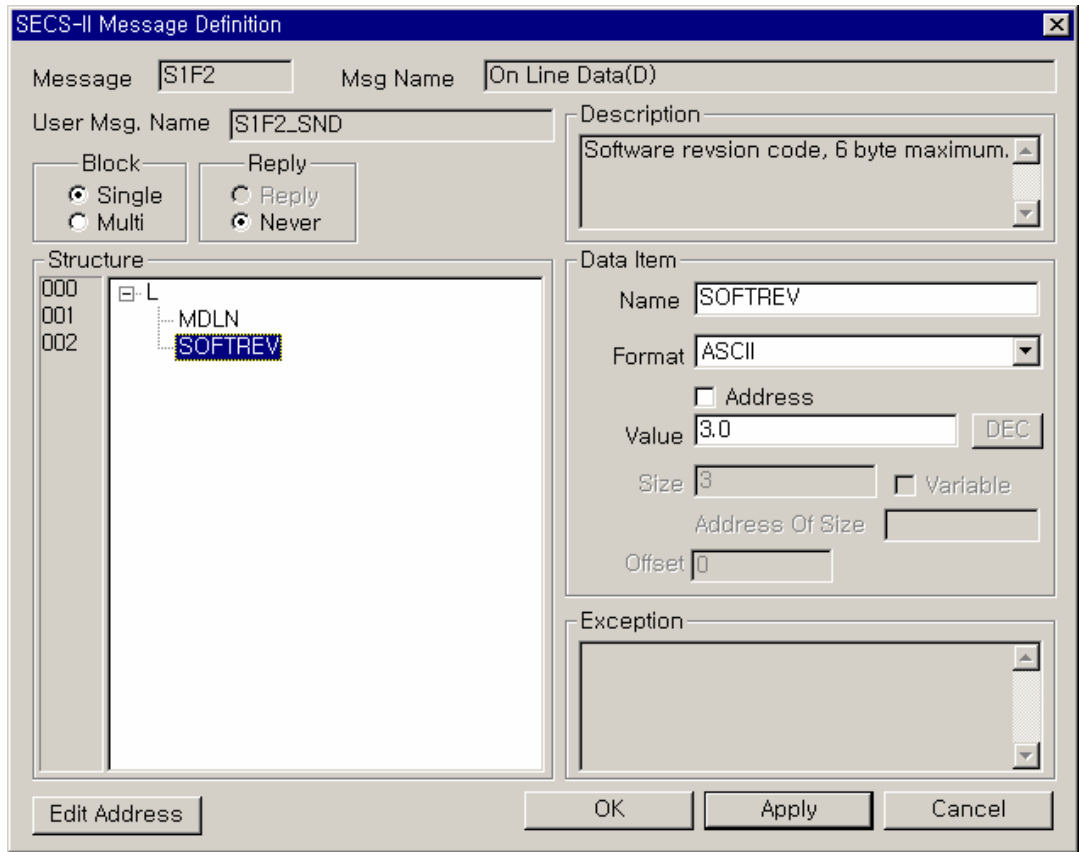 SECS-II Message Definition
Message S1F2 Msg Name On Line Data(D)
User Msg. Name S1F2_SND
Description
Software revsion code, 6 byte maximum.
Block
Single
Multi
Reply
Reply
Never
Structure
000 L
001 MDLN
002 SOFTREV
Data Item
Name SOFTREV
Format ASCII
Address
Value 3.0 DEC
Size 3 Variable
Address Of Size
Offset 0
Exception
Edit Address OK Apply Cancel